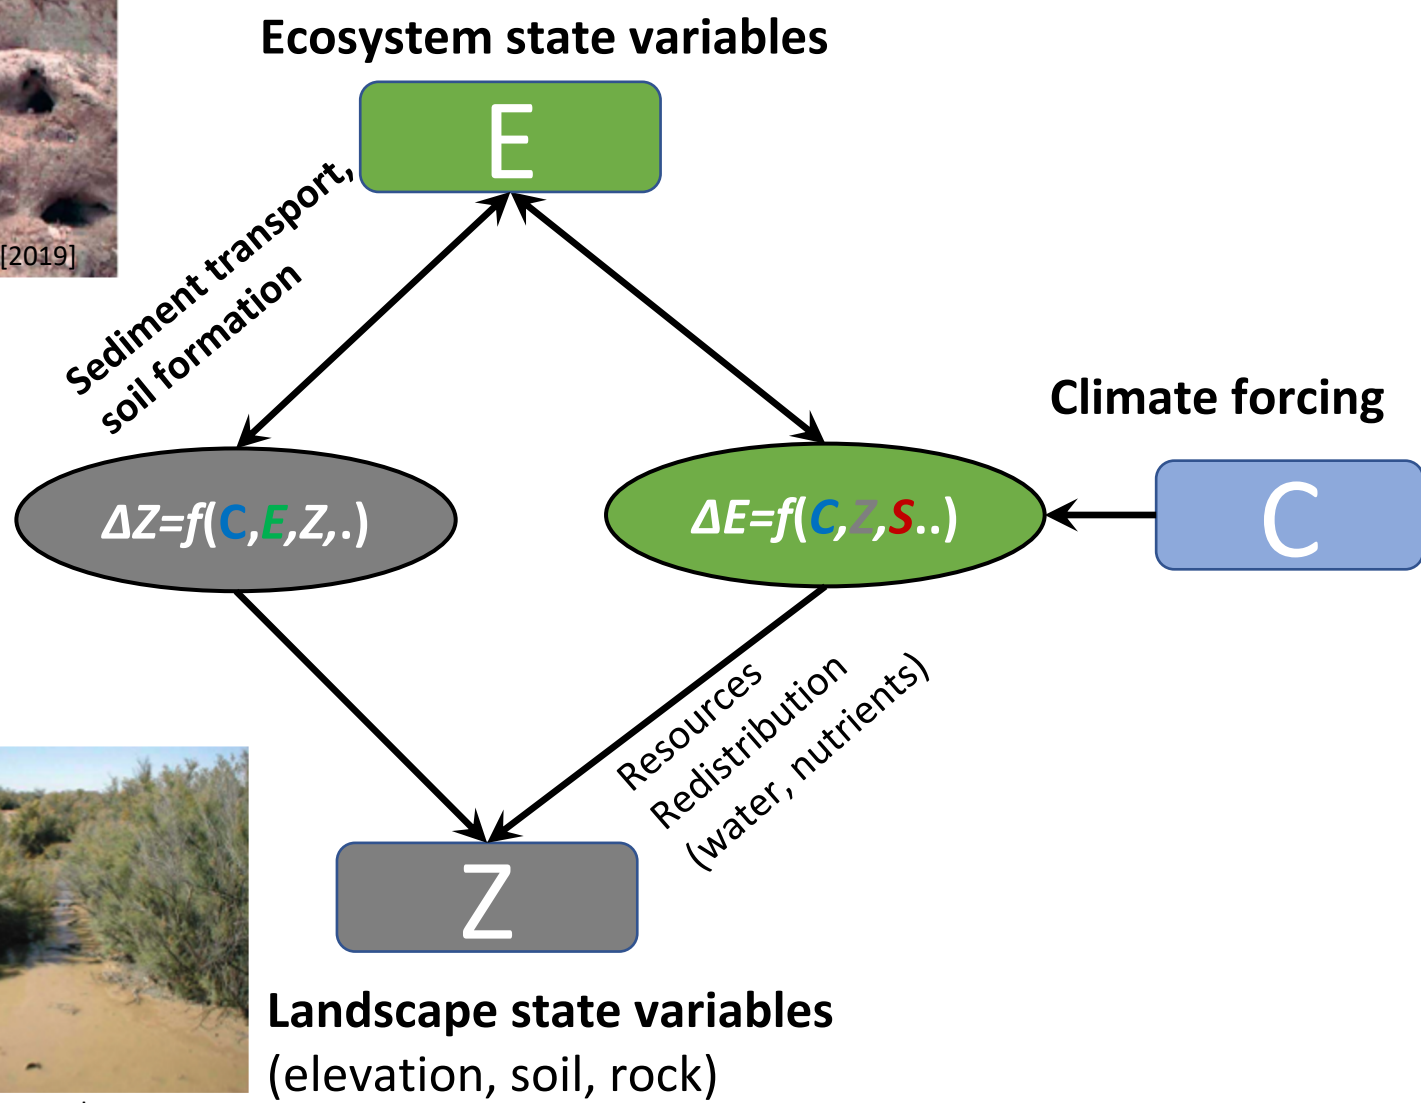 Ecosystem state variables
E
[2019]
Sediment transport,
soil formation
Climate forcing
C
ΔZ=f(C,E,Z,.)
ΔE=f(C,Z,S..)
Resources
Redistribution
(water, nutrients)
Z
Landscape state variables
(elevation, soil, rock)